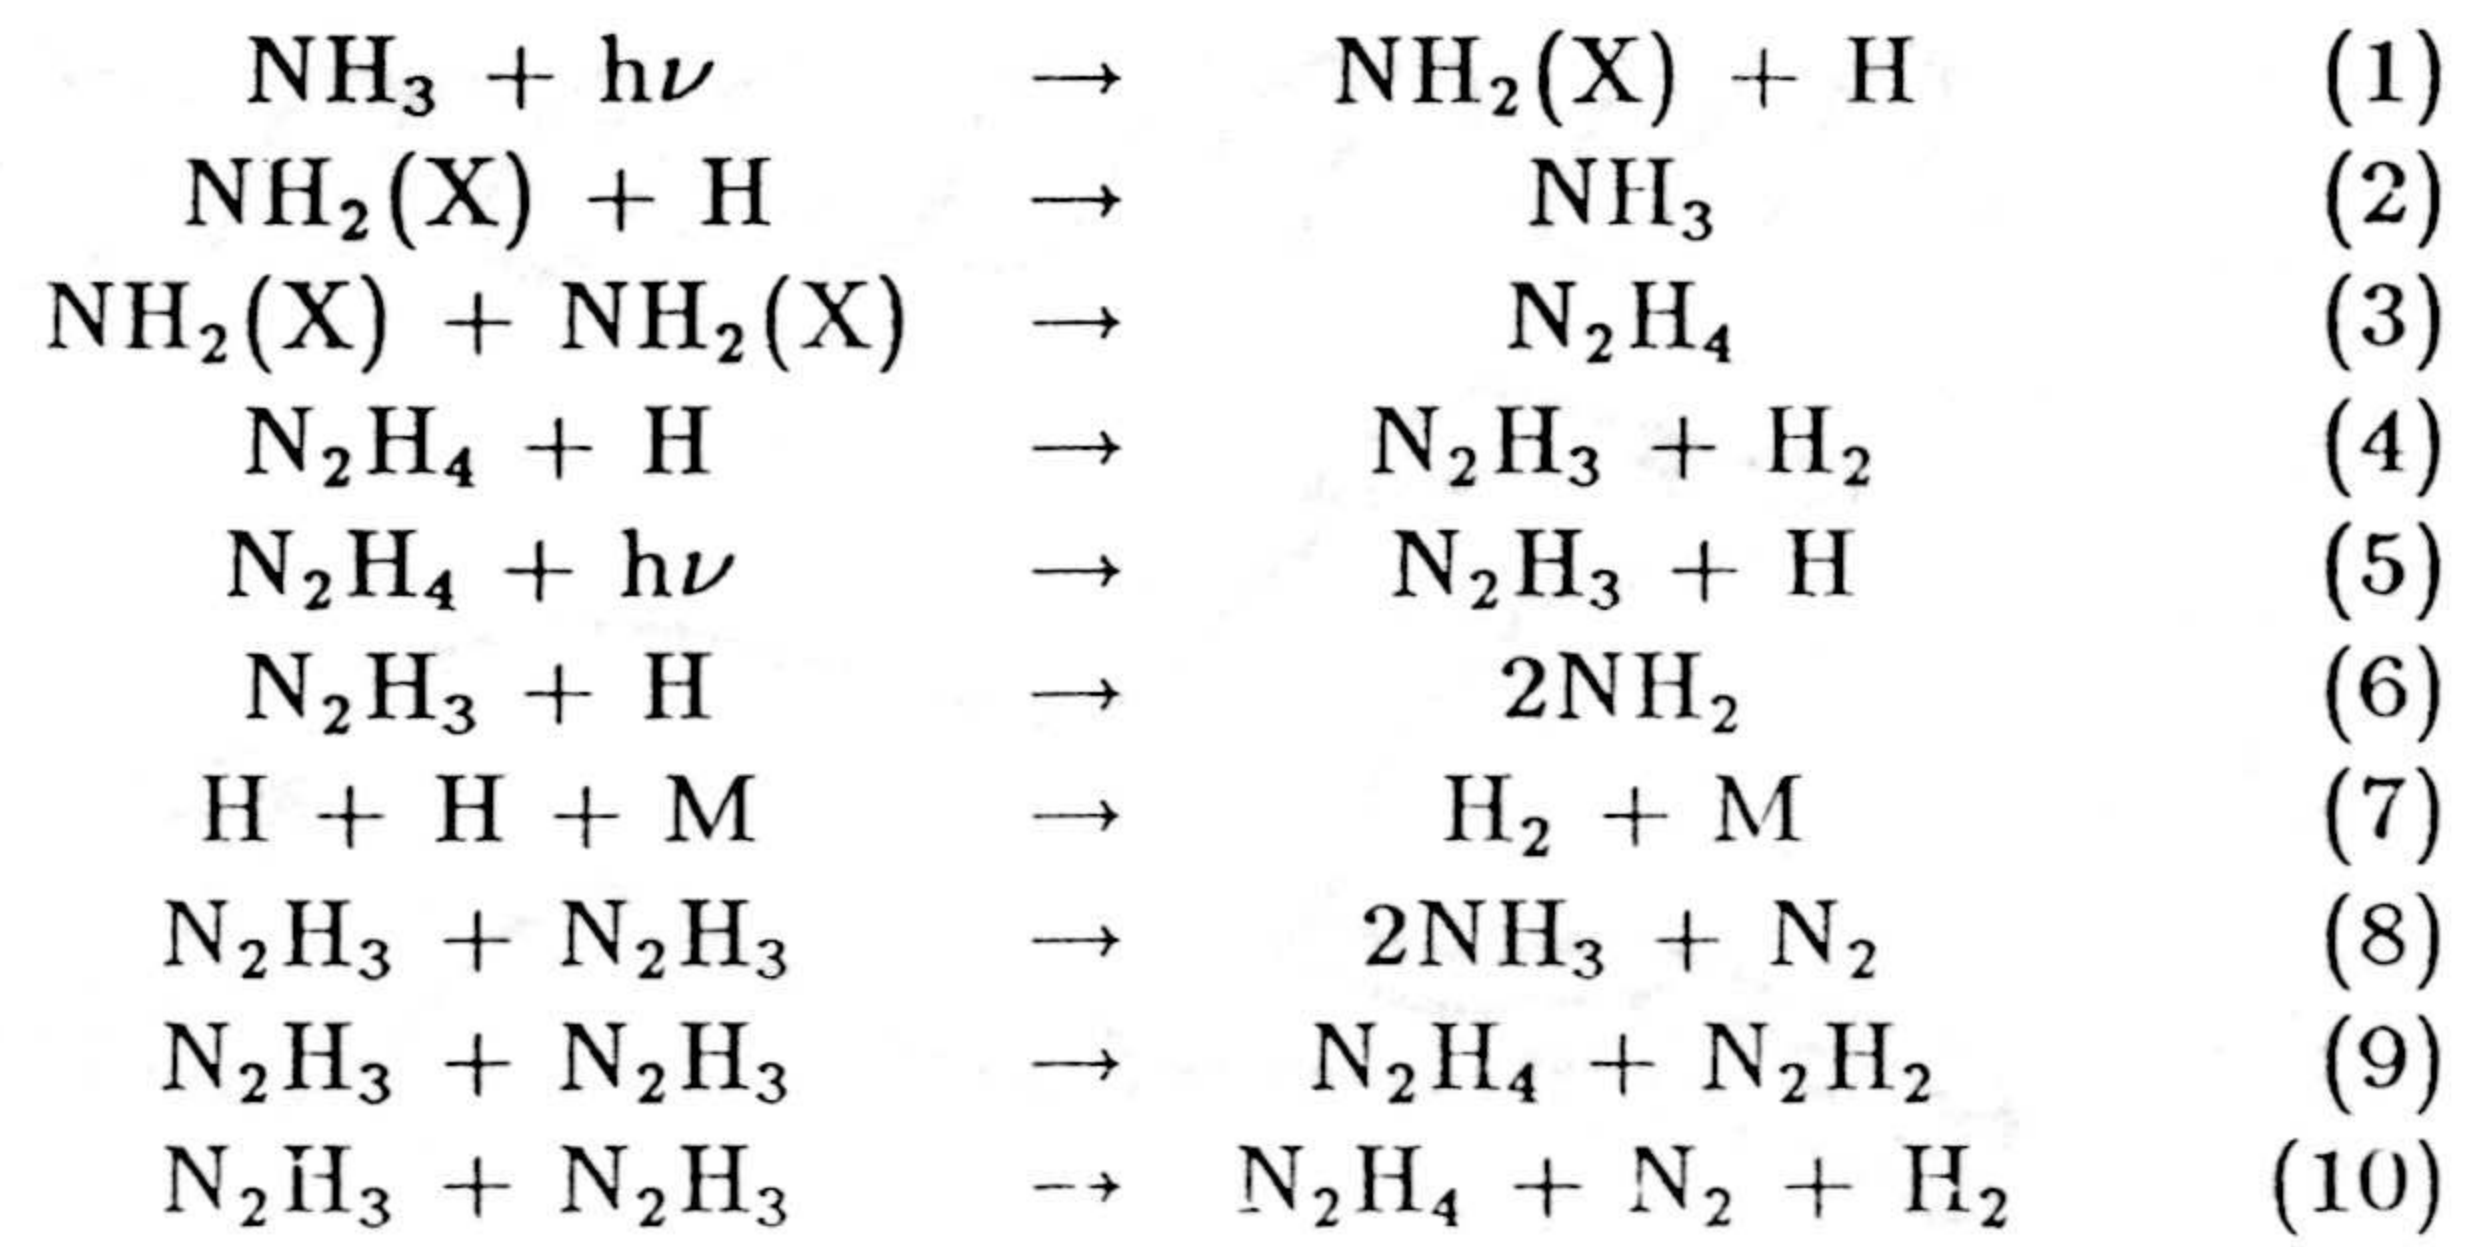 NH₃ + hν → NH₂(X) + H (1)
NH₂(X) + H → NH₃ (2)
NH₂(X) + NH₂(X) → N₂H₄ (3)
N₂H₄ + H → N₂H₃ + H₂ (4)
N₂H₄ + hν → N₂H₃ + H (5)
N₂H₃ + H → 2NH₂ (6)
H + H + M → H₂ + M (7)
N₂H₃ + N₂H₃ → 2NH₃ + N₂ (8)
N₂H₃ + N₂H₃ → N₂H₄ + N₂H₂ (9)
N₂H₃ + N₂H₃ → N₂H₄ + N₂ + H₂ (10)